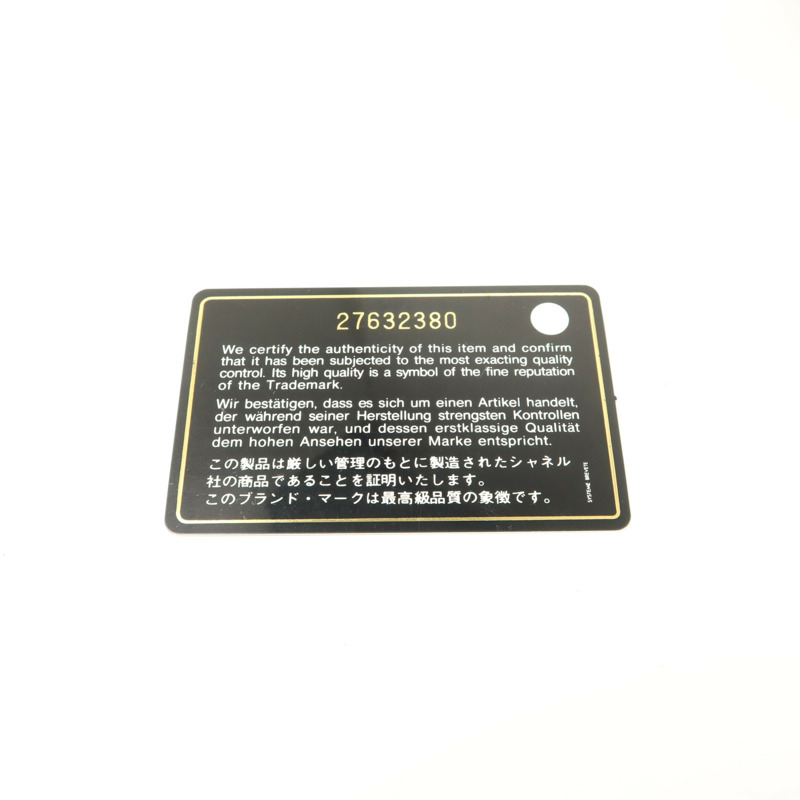 27632380
We certify the authenticity of this item and confirm
that it has been subjected to the most exacting quality
control. Its high quality is a symbol of the fine reputation
of the Trademark.
Wir bestätigen, dass es sich um einen Artikel handelt,
der während seiner Herstellung strengsten Kontrollen
unterworfen war, und dessen erstklassige Qualität
dem hohen Ansehen unserer Marke entspricht.
この製品は厳しい管理のもとに製造されたシャネル
社の商品であることを証明いたします。
このブランド・マークは最高級品質の象徴です。
SYSTEME BREVETE